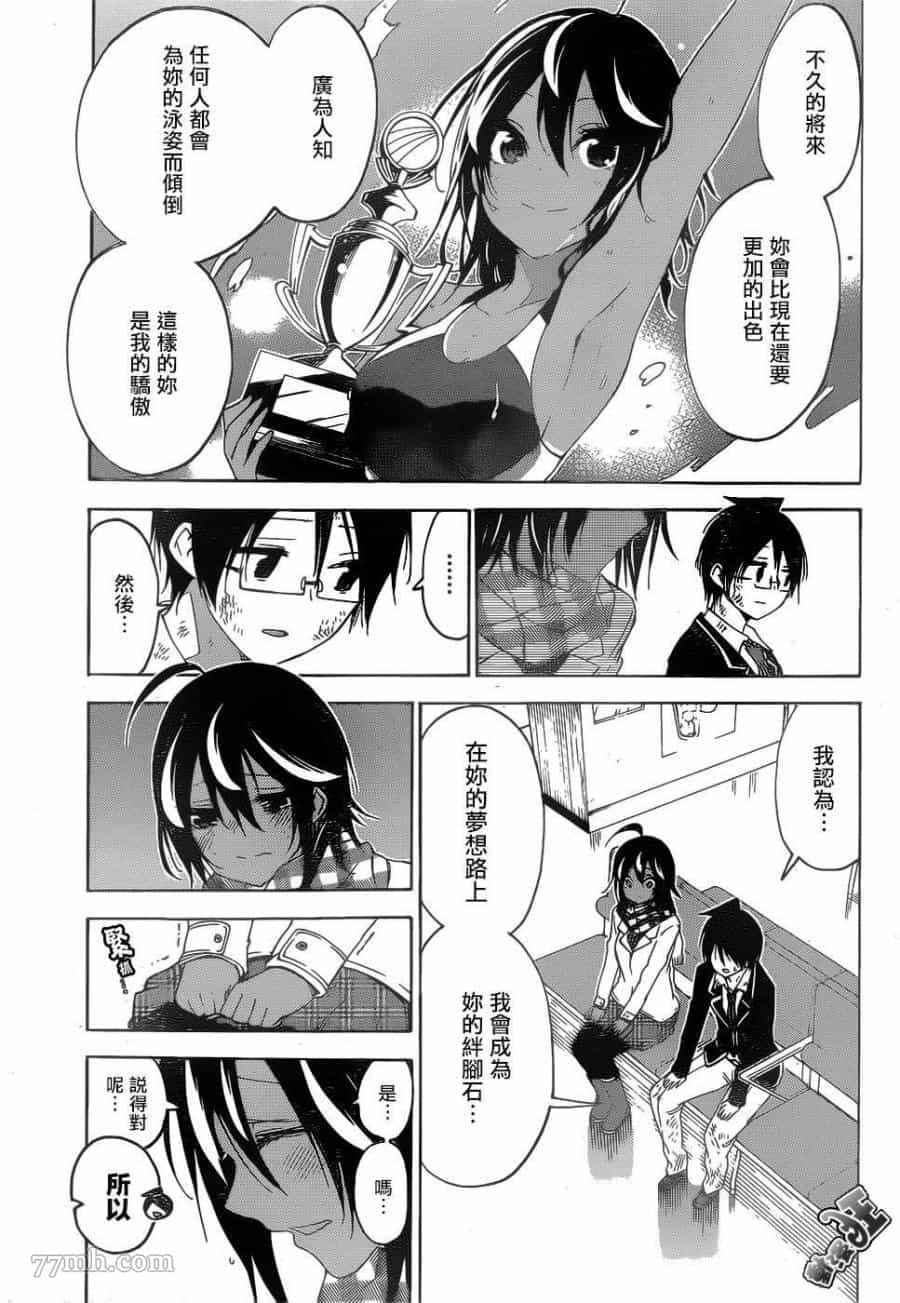 不久的將來
妳會比現在還要
更加的出色
廣為人知
任何人都會
為妳的泳姿而傾倒
這樣的妳
是我的驕傲
……
然後…
我認為…
在妳的夢想路上
我會成為
妳的絆腳石…
緊抓…
是…
嗎…
說得對
呢…
所以
77mh.com